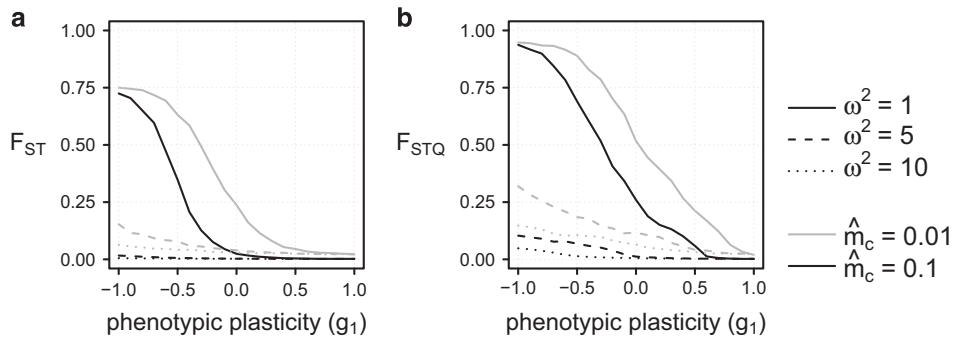 a
1.00
0.75
0.50
0.25
0.00
F_ST
−1.0 −0.5 0.0 0.5 1.0
phenotypic plasticity (g₁)
b
1.00
0.75
0.50
0.25
0.00
F_STQ
−1.0 −0.5 0.0 0.5 1.0
phenotypic plasticity (g₁)
ω² = 1
ω² = 5
ω² = 10
m̂_c = 0.01
m̂_c = 0.1